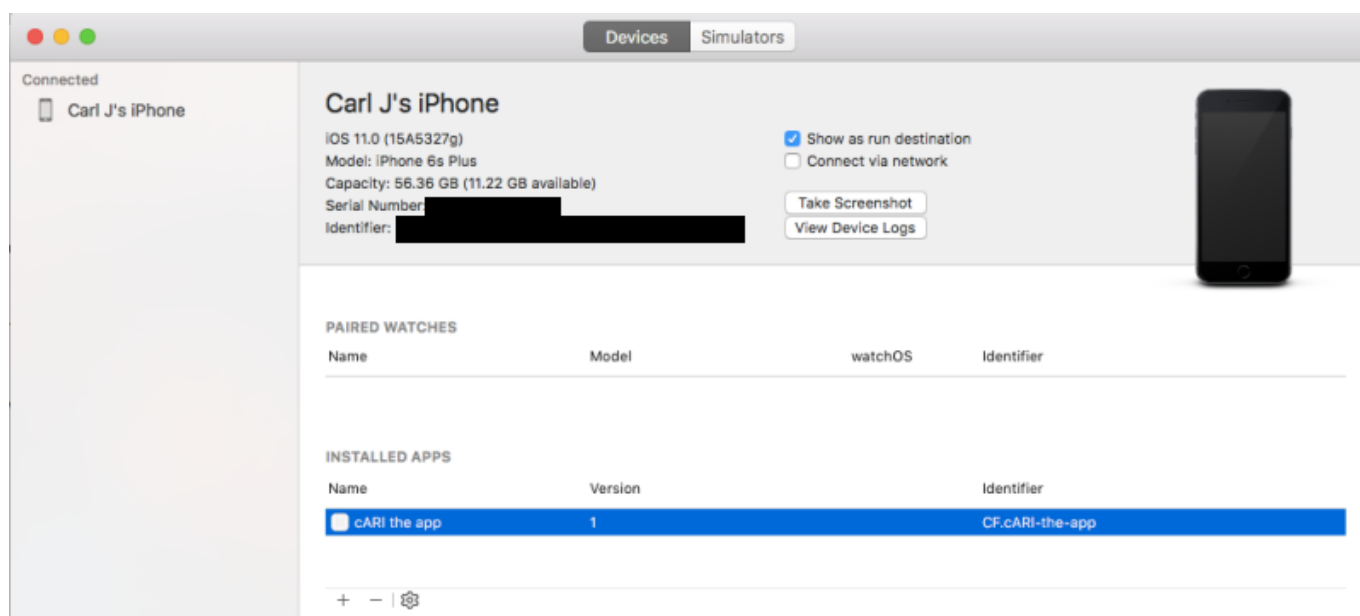 Devices Simulators
Connected
Carl J's iPhone
Carl J's iPhone
iOS 11.0 (15A5327g)
Model: iPhone 6s Plus
Capacity: 56.36 GB (11.22 GB available)
Serial Number:
Identifier:
Show as run destination
Connect via network
Take Screenshot
View Device Logs
PAIRED WATCHES
Name Model watchOS Identifier
INSTALLED APPS
Name Version Identifier
cARI the app 1 CF.cARI-the-app